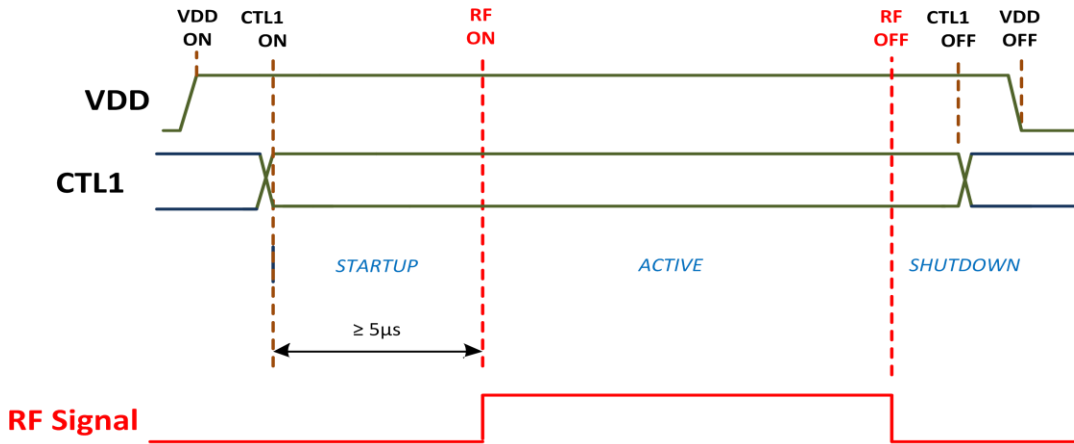 VDD ON
CTL1 ON
RF ON
RF OFF
CTL1 OFF
VDD OFF
VDD
CTL1
STARTUP
ACTIVE
SHUTDOWN
≥ 5µs
RF Signal